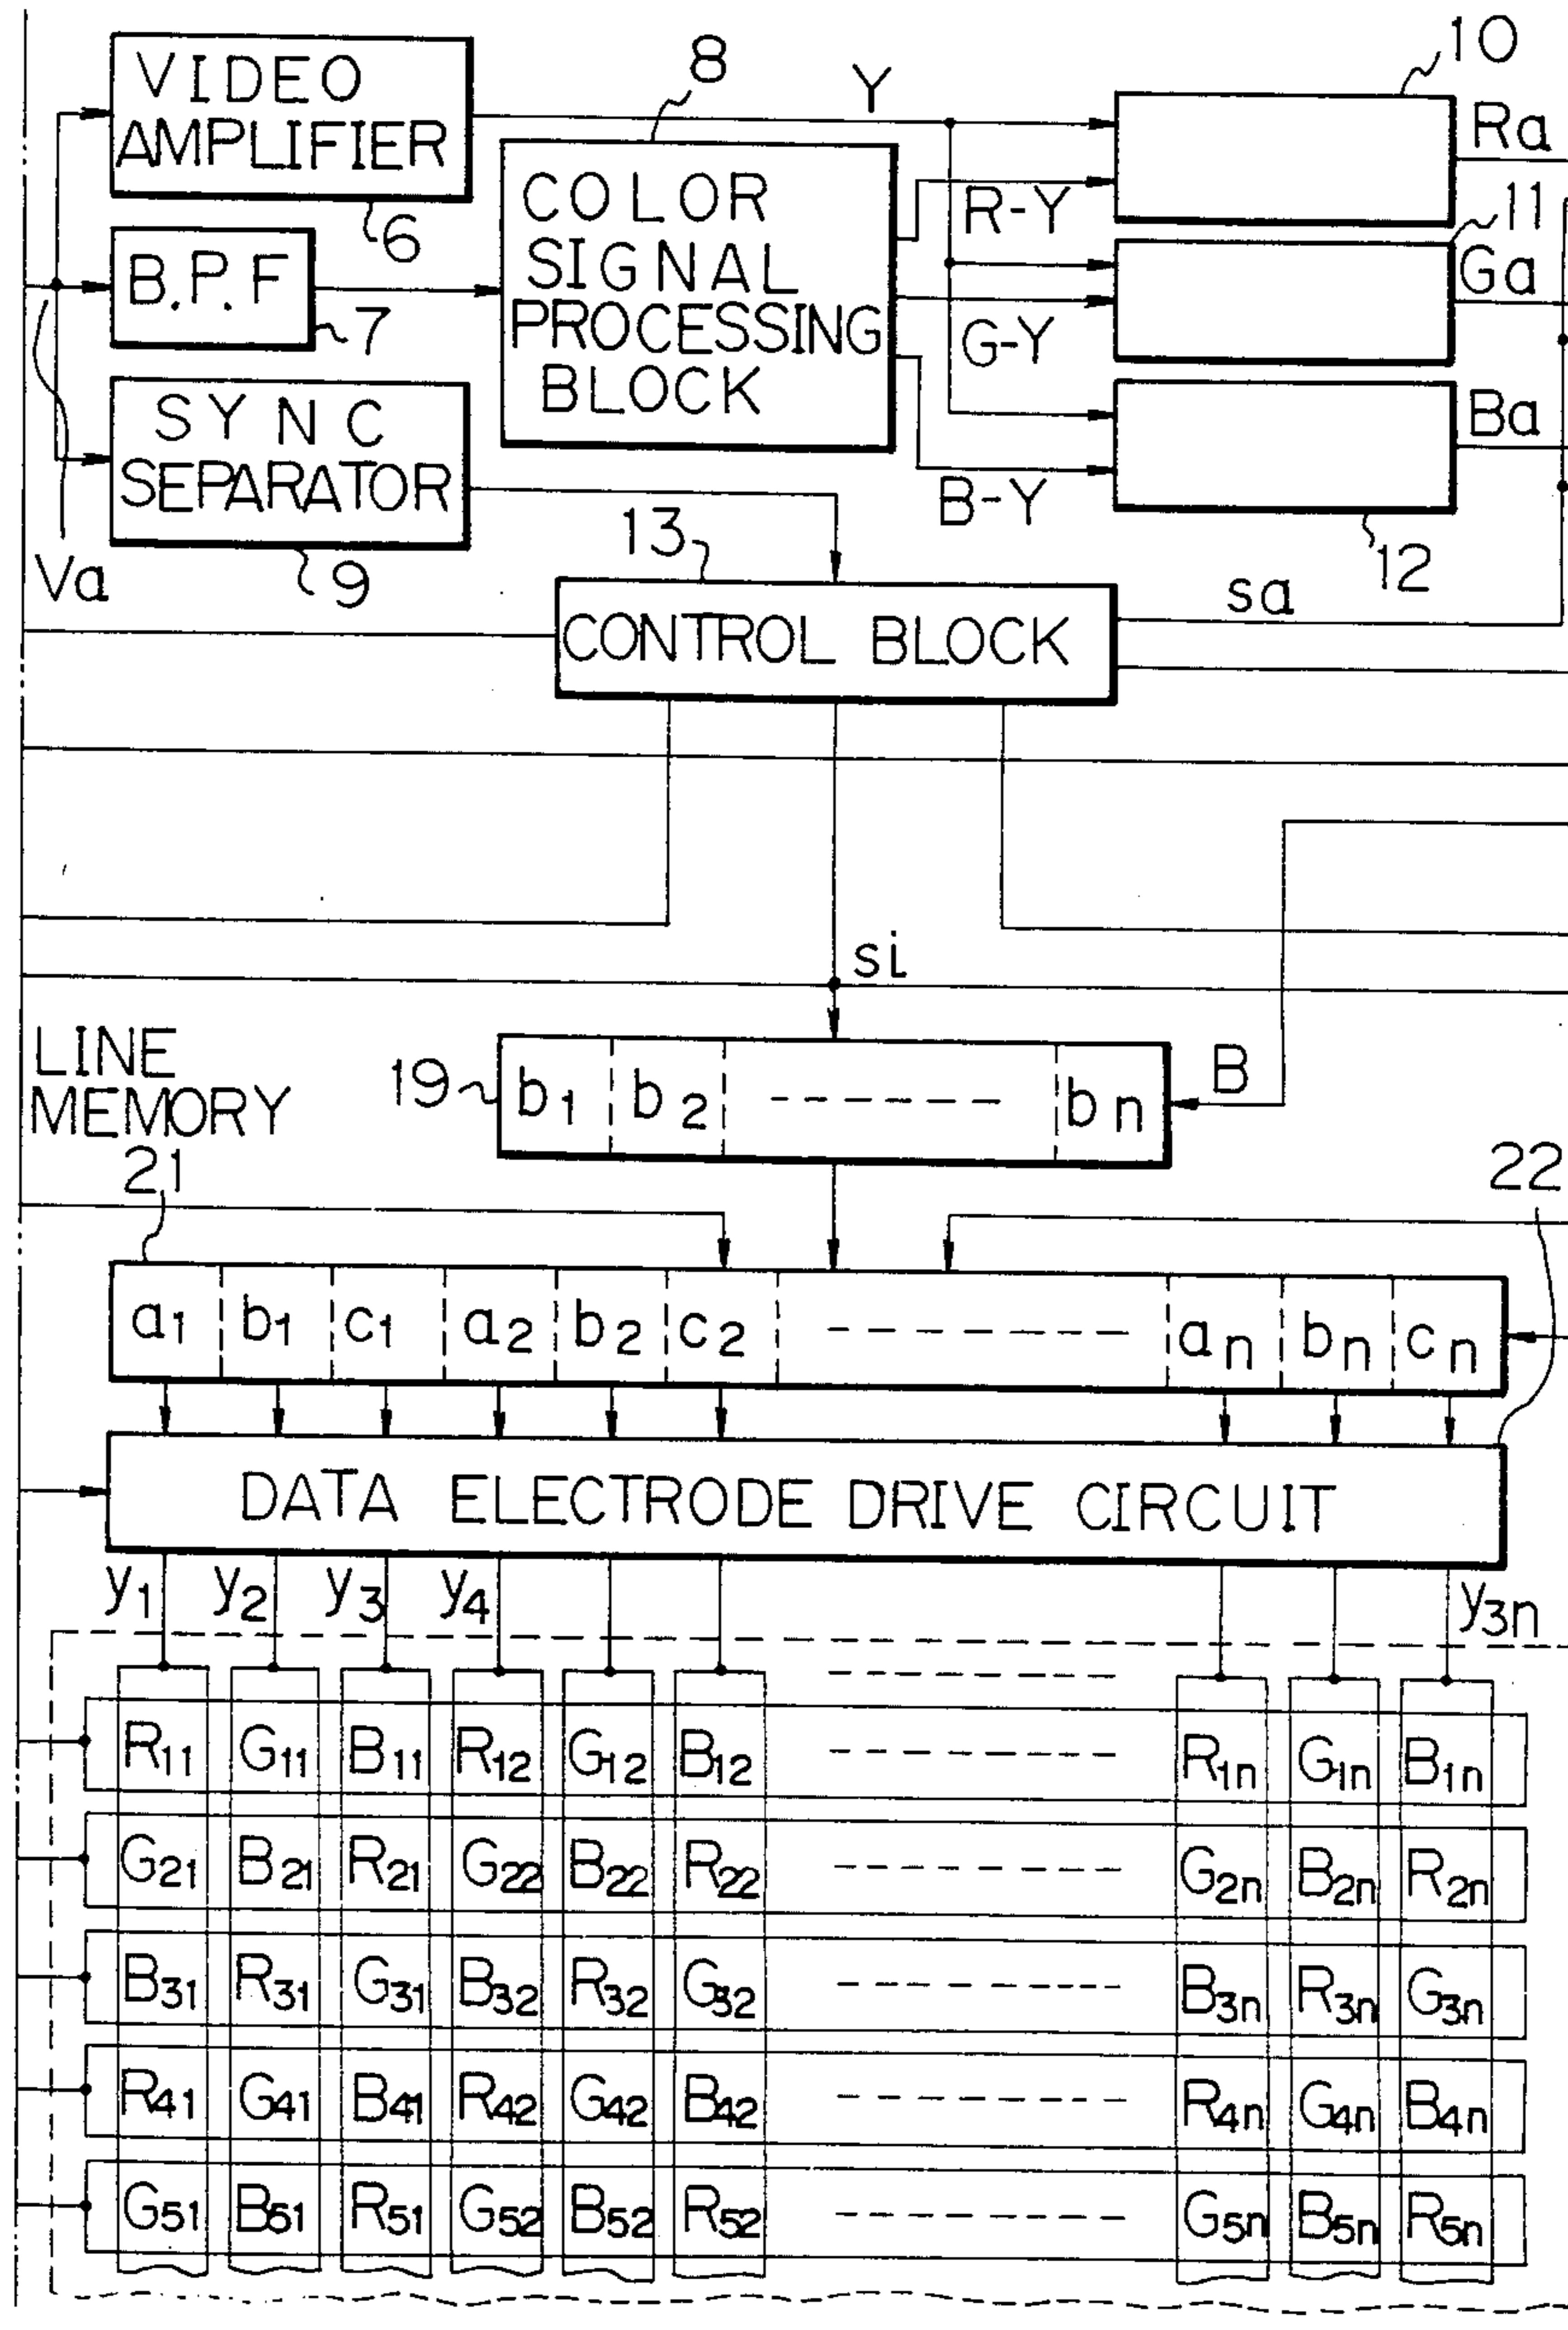 VIDEO
AMPLIFIER
6
B.P.F
7
SYNC
SEPARATOR
9
Va
8
COLOR
SIGNAL
PROCESSING
BLOCK
Y
R-Y
G-Y
B-Y
10
Ra
11
Ga
Ba
12
13
CONTROL BLOCK
sa
si
LINE
MEMORY
19
b1 b2 bn
B
21
22
a1 b1 c1 a2 b2 c2 an bn cn
DATA ELECTRODE DRIVE CIRCUIT
y1 y2 y3 y4 y3n
R11 G11 B11 R12 G12 B12 R1n G1n B1n
G21 B21 R21 G22 B22 R22 G2n B2n R2n
B31 R31 G31 B32 R32 G32 B3n R3n G3n
R41 G41 B41 R42 G42 B42 R4n G4n B4n
G51 B51 R51 G52 B52 R52 G5n B5n R5n